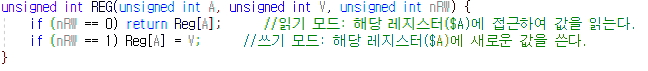 unsigned int REG(unsigned int A, unsigned int V, unsigned int nRW) {
if (nRW == 0) return Reg[A]; //읽기 모드: 해당 레지스터($A)에 접근하여 값을 읽는다.
if (nRW == 1) Reg[A] = V; //쓰기 모드: 해당 레지스터($A)에 새로운 값을 쓴다.
}